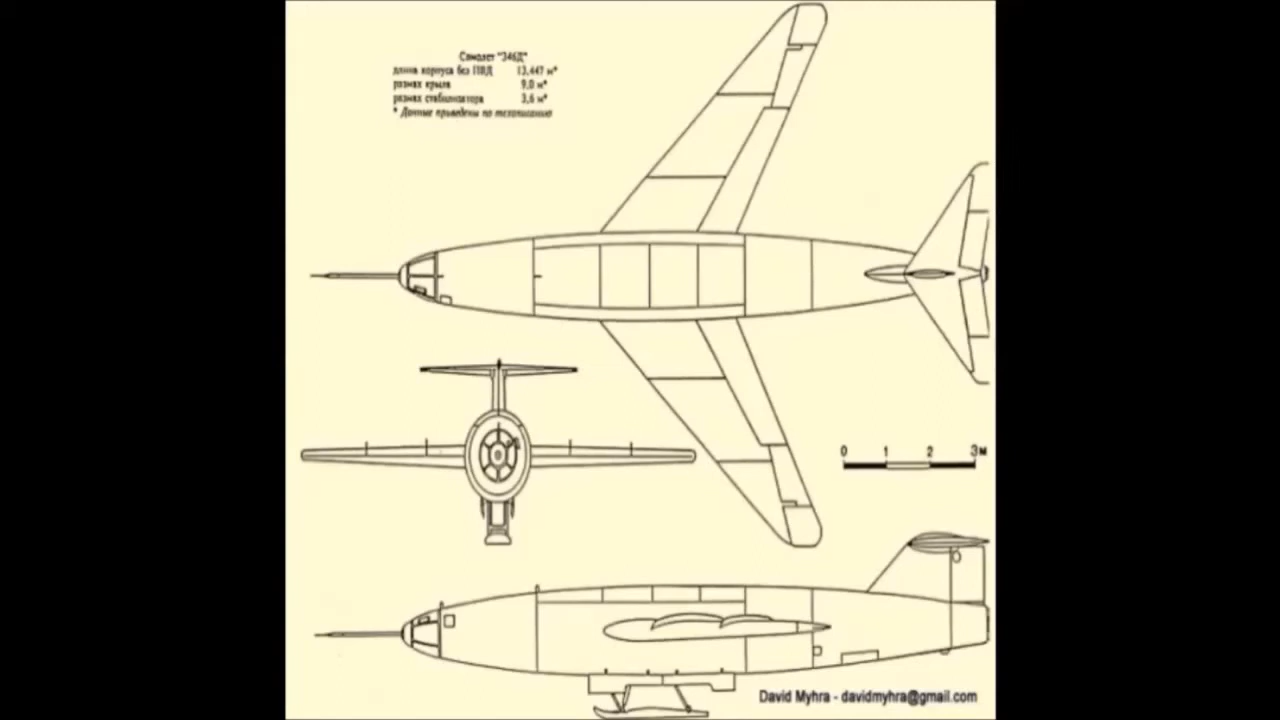 Самолет "346Д"
длина корпуса без ПВД 13,447 м*
размах крыла 9,0 м*
размах стабилизатора 3,6 м*
* Данные приведены по техописанию
0 1 2 3м
David Myhra - davidmyhra@gmail.com